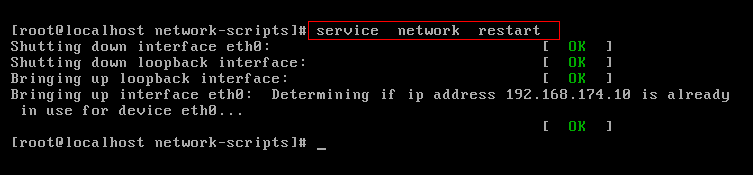 [root@localhost network-scripts]# service  network  restart
Shutting down interface eth0:                              [  OK  ]
Shutting down loopback interface:                          [  OK  ]
Bringing up loopback interface:                            [  OK  ]
Bringing up interface eth0:  Determining if ip address 192.168.174.10 is already
 in use for device eth0...
                                                           [  OK  ]
[root@localhost network-scripts]# _